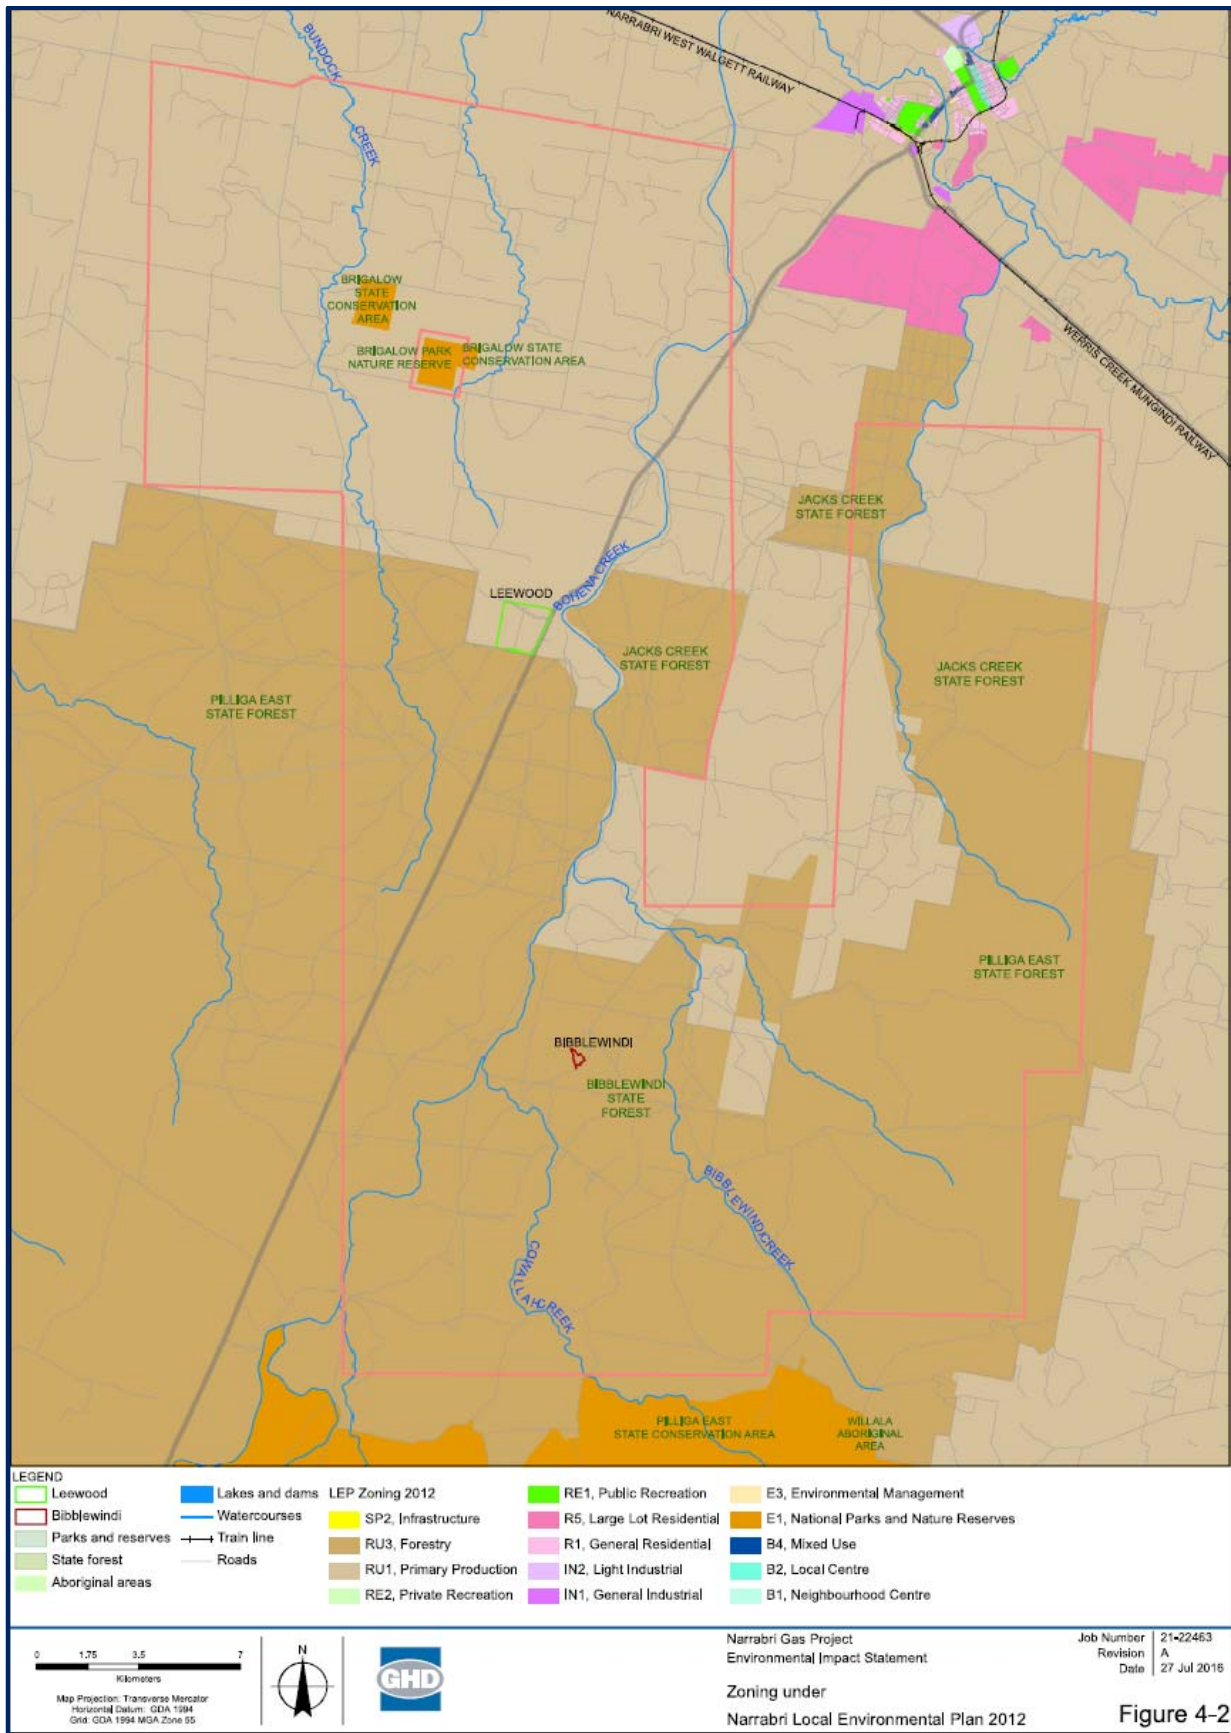 NARRABRI WEST WALGETT RAILWAY
BUNDOCK
CREEK
BRIGALOW
STATE
CONSERVATION
AREA
BRIGALOW PARK
NATURE RESERVE
BRIGALOW STATE
CONSERVATION AREA
WERRIS CREEK MUNGINDI RAILWAY
JACKS CREEK
STATE FOREST
BOHENA CREEK
LEEWOOD
JACKS CREEK
STATE FOREST
JACKS CREEK
STATE FOREST
PILLIGA EAST
STATE FOREST
PILLIGA EAST
STATE FOREST
BIBBLEWINDI
BIBBLEWINDI
STATE
FOREST
BIBBLEWINDI CREEK
COWALLAH CREEK
PILLIGA EAST
STATE CONSERVATION AREA
WILLALA
ABORIGINAL
AREA
LEGEND
Leewood
Bibblewindi
Parks and reserves
State forest
Aboriginal areas
Lakes and dams
Watercourses
Train line
Roads
LEP Zoning 2012
SP2, Infrastructure
RU3, Forestry
RU1, Primary Production
RE2, Private Recreation
RE1, Public Recreation
R5, Large Lot Residential
R1, General Residential
IN2, Light Industrial
IN1, General Industrial
E3, Environmental Management
E1, National Parks and Nature Reserves
B4, Mixed Use
B2, Local Centre
B1, Neighbourhood Centre
0 1.75 3.5 7
Kilometers
Map Projection: Transverse Mercator
Horizontal Datum: GDA 1994
Grid: GDA 1994 MGA Zone 55
N
GHD
Narrabri Gas Project
Environmental Impact Statement
Zoning under
Narrabri Local Environmental Plan 2012
Job Number 21-22463
Revision A
Date 27 Jul 2016
Figure 4-2